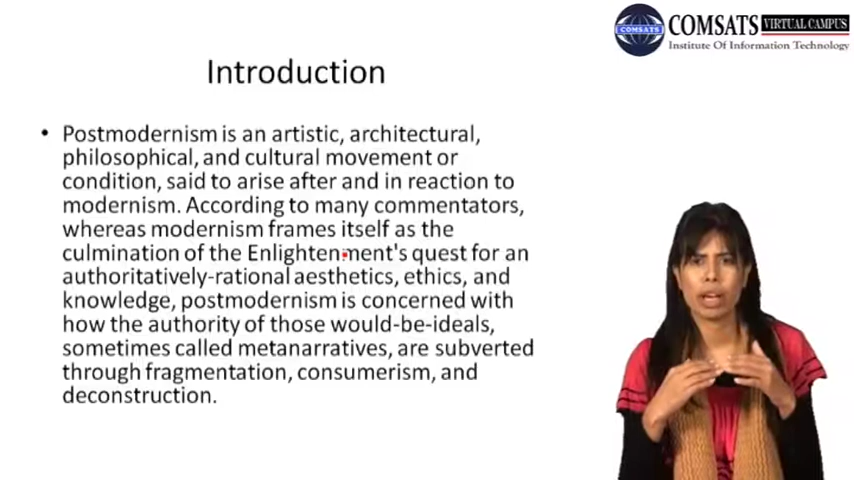 COMSATS VIRTUAL CAMPUS
Institute Of Information Technology
COMSATS
Introduction
• Postmodernism is an artistic, architectural,
philosophical, and cultural movement or
condition, said to arise after and in reaction to
modernism. According to many commentators,
whereas modernism frames itself as the
culmination of the Enlightenment's quest for an
authoritatively-rational aesthetics, ethics, and
knowledge, postmodernism is concerned with
how the authority of those would-be-ideals,
sometimes called metanarratives, are subverted
through fragmentation, consumerism, and
deconstruction.